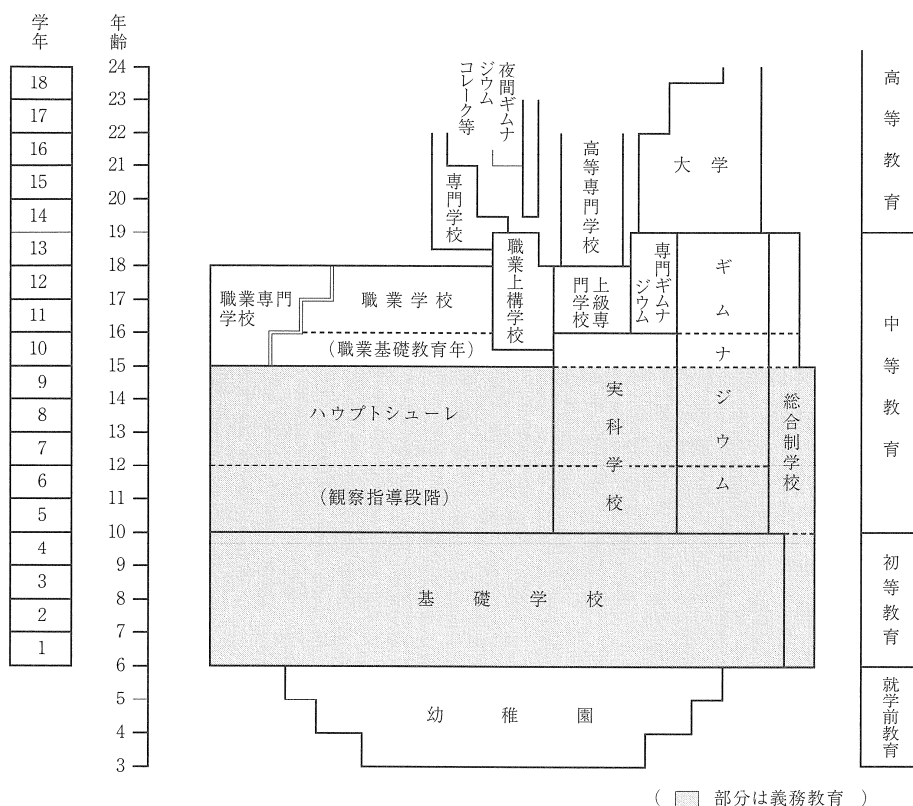 学年
年齢
18
17
16
15
14
13
12
11
10
9
8
7
6
5
4
3
2
1
24
23
22
21
20
19
18
17
16
15
14
13
12
11
10
9
8
7
6
5
4
3
夜間ギムナ
ジウム
コレーク等
専門学校
高等専門学校
大学
職業専門
学校
職業学校
(職業基礎教育年)
職業上構学校
上級専
門学校
専門ギムナ
ジウム
ギムナジウム
ハウプトシューレ
(観察指導段階)
実科学校
総合制学校
基礎学校
幼稚園
高等教育
中等教育
初等教育
就学前教育
( 部分は義務教育 )